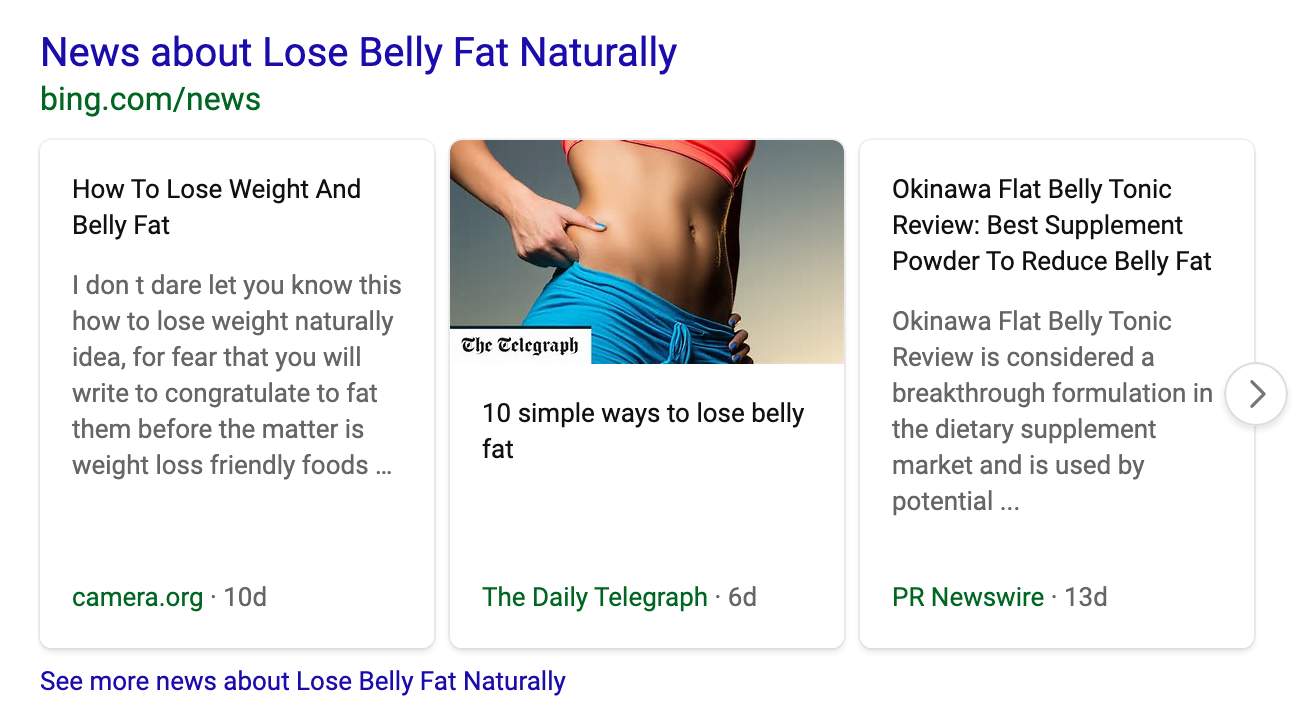 News about Lose Belly Fat Naturally
bing.com/news
How To Lose Weight And
Belly Fat
I don t dare let you know this
how to lose weight naturally
idea, for fear that you will
write to congratulate to fat
them before the matter is
weight loss friendly foods ...
camera.org · 10d
The Telegraph
10 simple ways to lose belly
fat
The Daily Telegraph · 6d
Okinawa Flat Belly Tonic
Review: Best Supplement
Powder To Reduce Belly Fat
Okinawa Flat Belly Tonic
Review is considered a
breakthrough formulation in
the dietary supplement
market and is used by
potential ...
PR Newswire · 13d
See more news about Lose Belly Fat Naturally